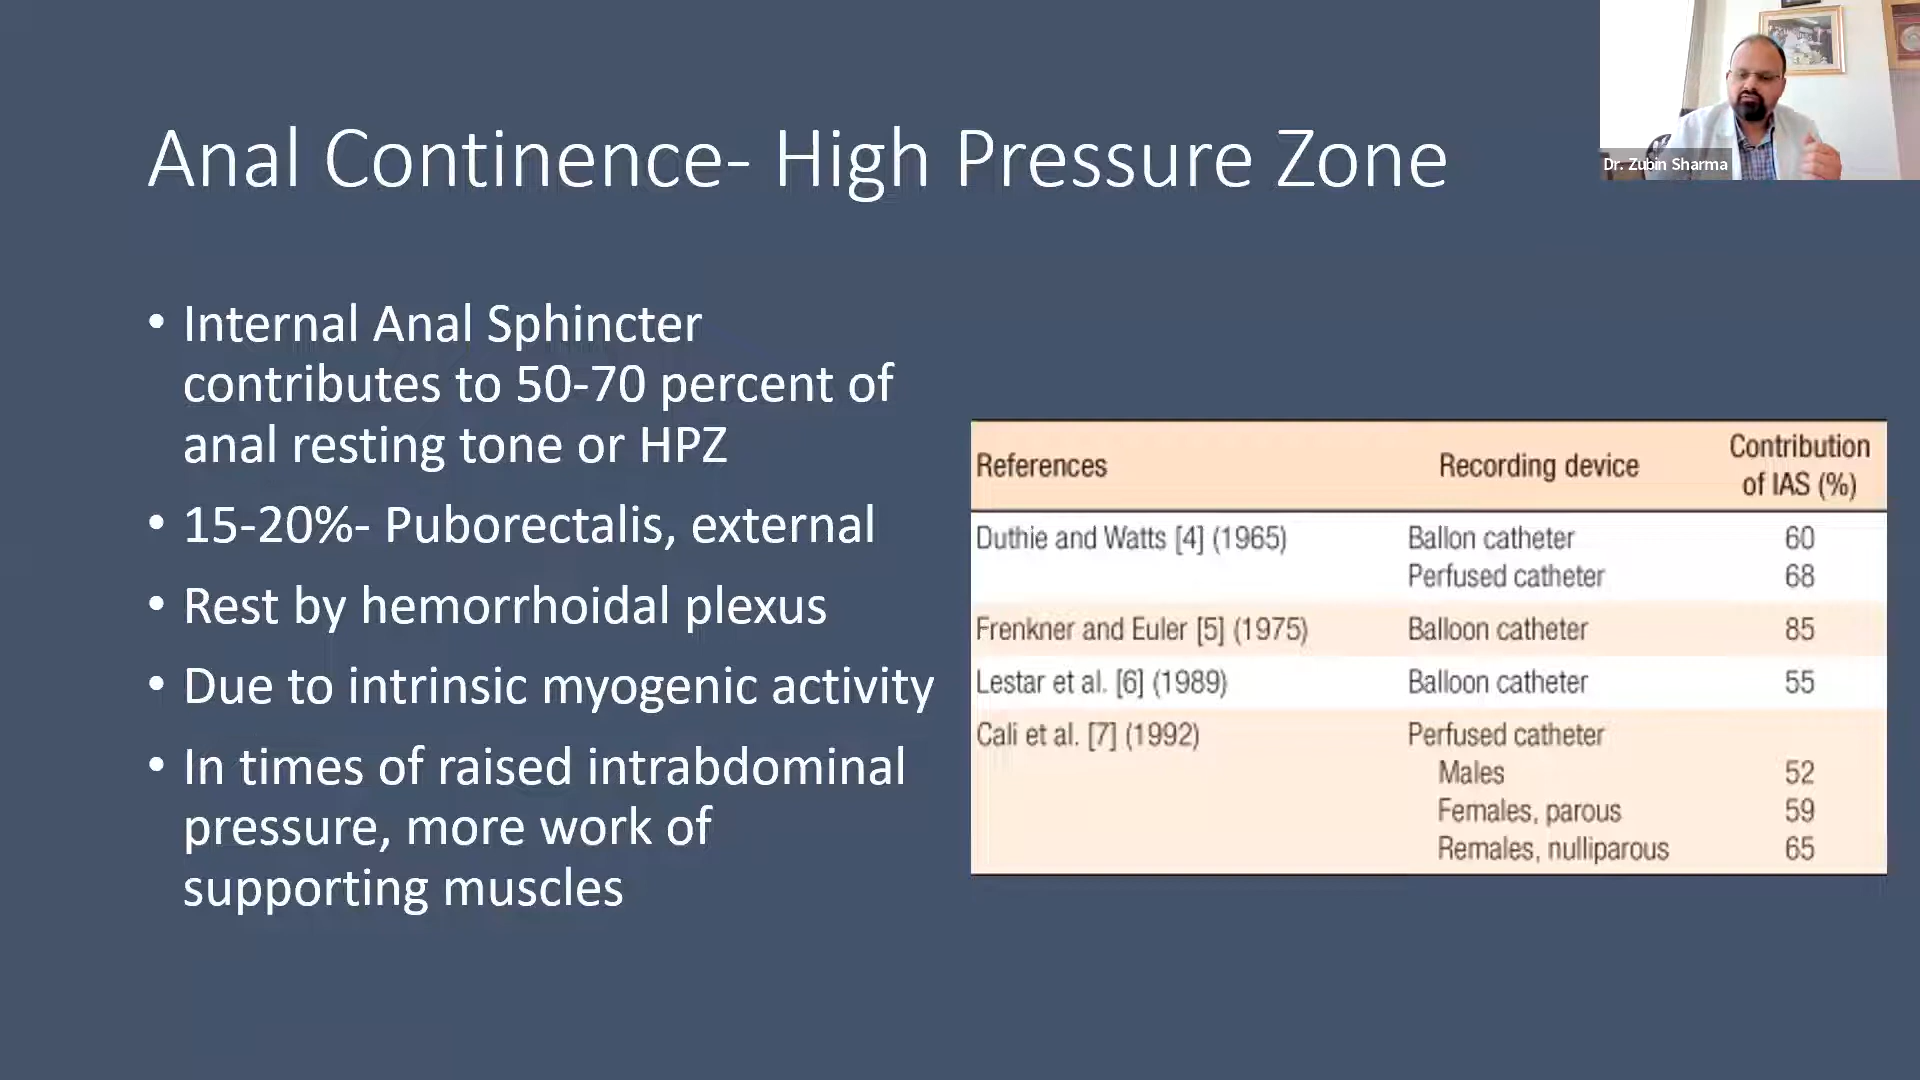 Anal Continence- High Pressure Zone
Dr. Zubin Sharma
• Internal Anal Sphincter
contributes to 50-70 percent of
anal resting tone or HPZ
• 15-20%- Puborectalis, external
• Rest by hemorrhoidal plexus
• Due to intrinsic myogenic activity
• In times of raised intrabdominal
pressure, more work of
supporting muscles
References Recording device Contribution of IAS (%)
Duthie and Watts [4] (1965) Ballon catheter 60
Perfused catheter 68
Frenkner and Euler [5] (1975) Balloon catheter 85
Lestar et al. [6] (1989) Balloon catheter 55
Cali et al. [7] (1992) Perfused catheter
Males 52
Females, parous 59
Remales, nulliparous 65